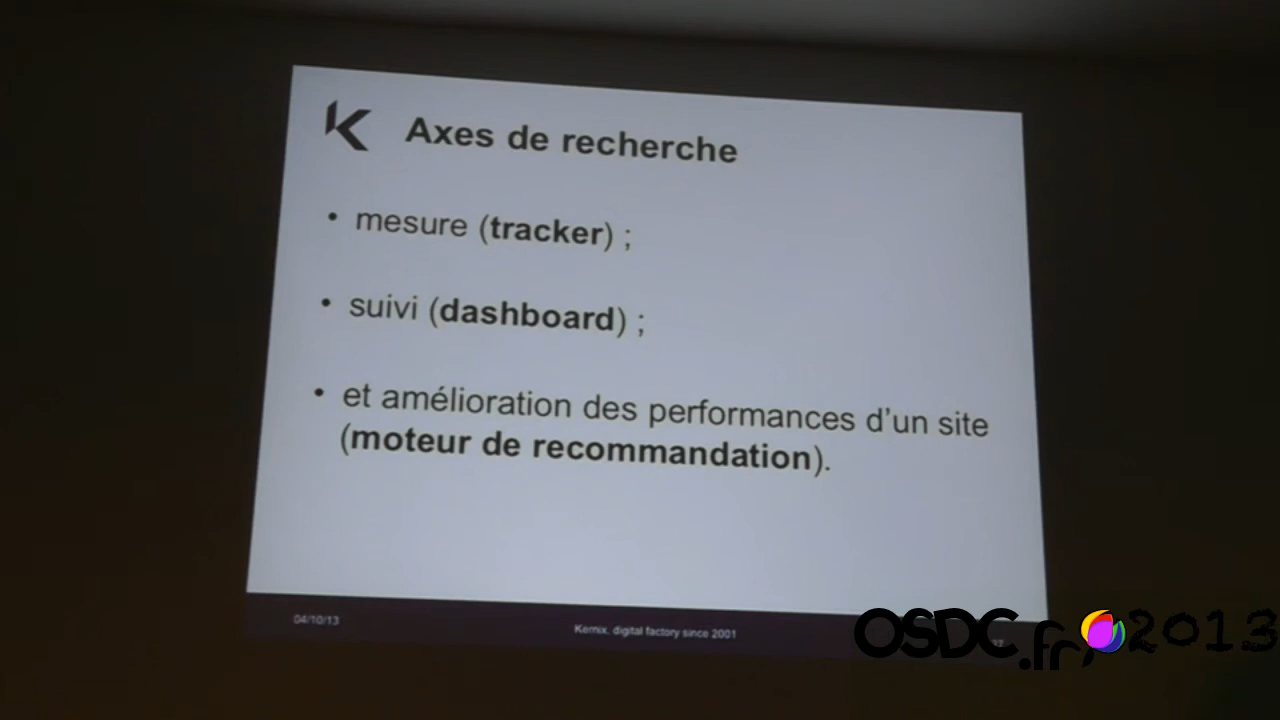 Axes de recherche
• mesure (tracker) ;
• suivi (dashboard) ;
• et amélioration des performances d'un site
(moteur de recommandation).
04/10/13
Kernix, digital factory since 2001
OSDC.fr 2013